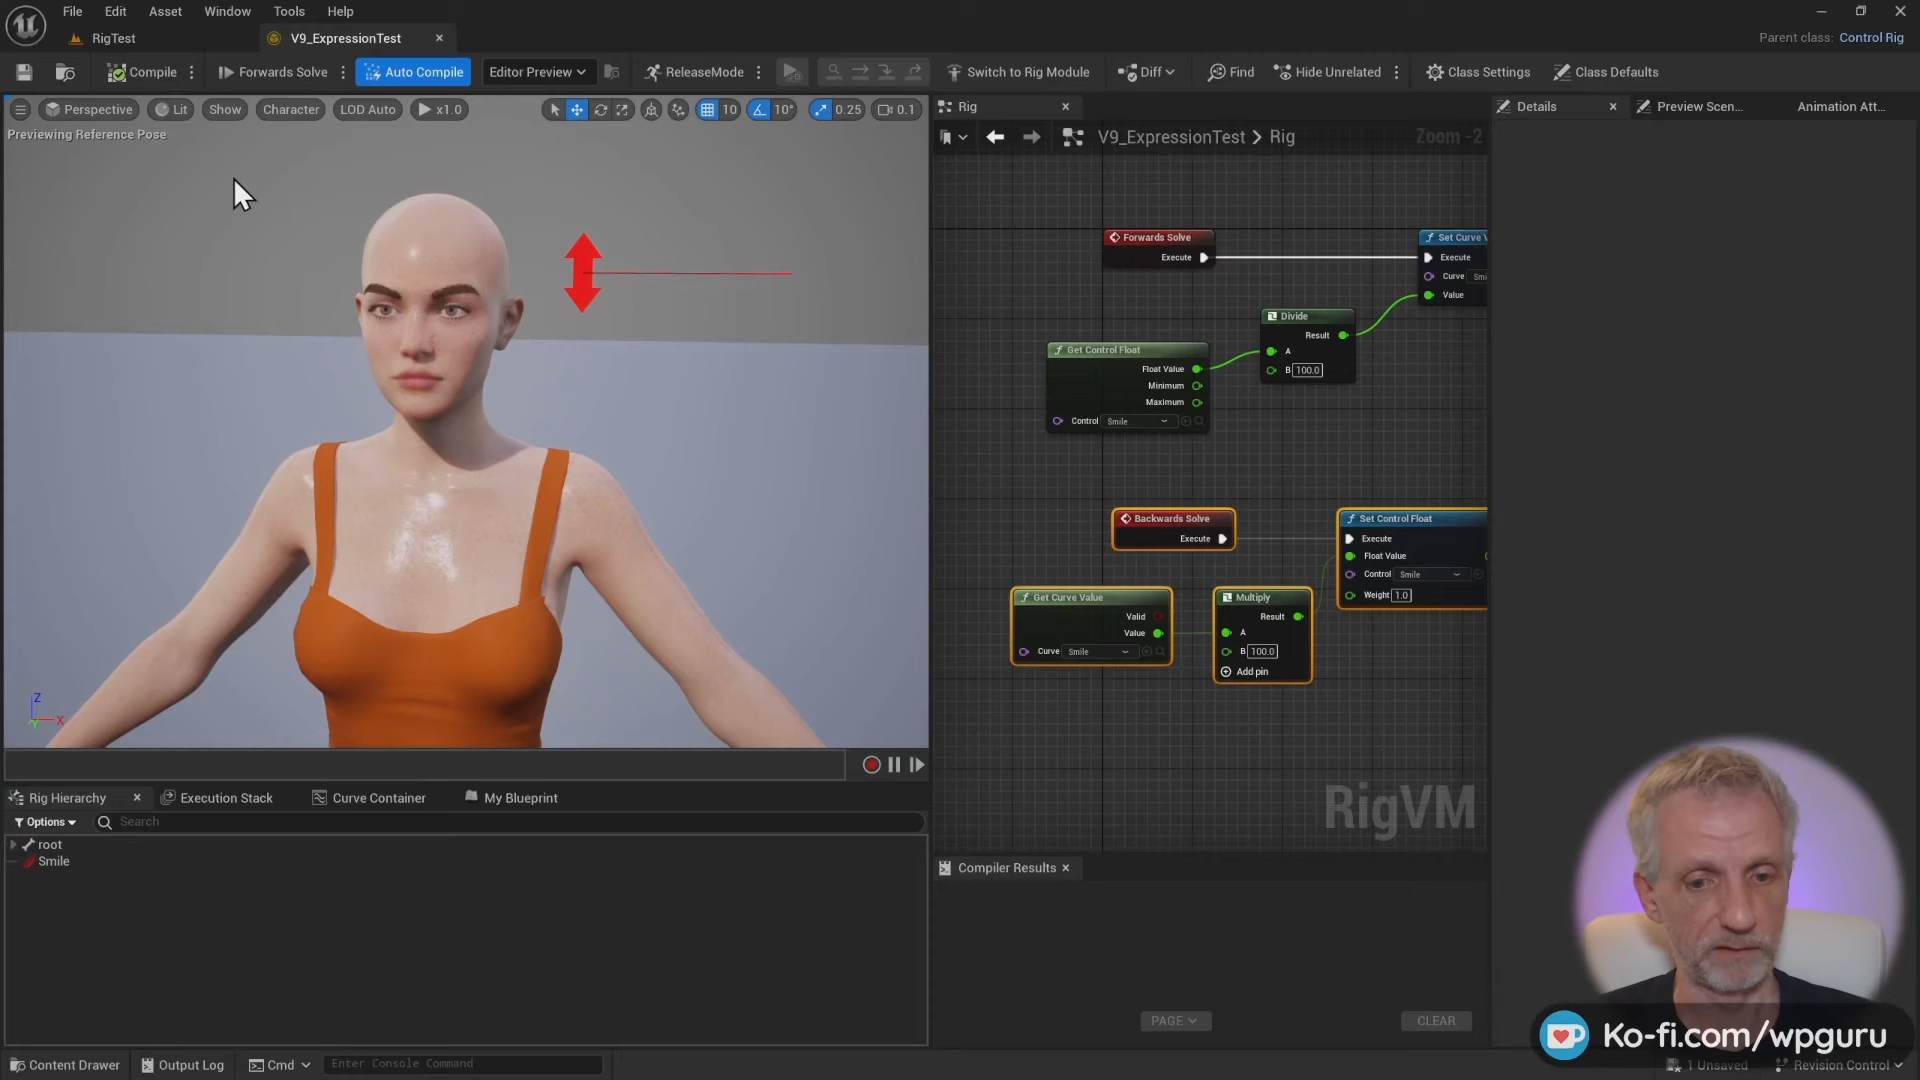 File Edit Asset Window Tools Help
RigTest
V9_ExpressionTest
Parent class: Control Rig
Compile
Forwards Solve
Auto Compile
Editor Preview
ReleaseMode
Switch to Rig Module
Diff
Find
Hide Unrelated
Class Settings
Class Defaults
Perspective
Lit
Show
Character
LOD Auto
x1.0
10
10°
0.25
0.1
Previewing Reference Pose
Rig
V9_ExpressionTest > Rig
Zoom -2
Details
Preview Scen...
Animation Att...
Forwards Solve
Execute
Set Curve V
Execute
Curve Smi
Value
Divide
Result
A
B 100.0
Get Control Float
Float Value
Minimum
Maximum
Control Smile
Backwards Solve
Execute
Set Control Float
Execute
Float Value
Control Smile
Weight 1.0
Get Curve Value
Valid
Value
Curve Smile
Multiply
Result
A
B 100.0
Add pin
RigVM
Z
X
Y
Rig Hierarchy
Execution Stack
Curve Container
My Blueprint
Options
Search
root
Smile
Compiler Results
PAGE
CLEAR
Ko-fi.com/wpguru
Content Drawer
Output Log
Cmd
Enter Console Command
1 Unsaved
Revision Control